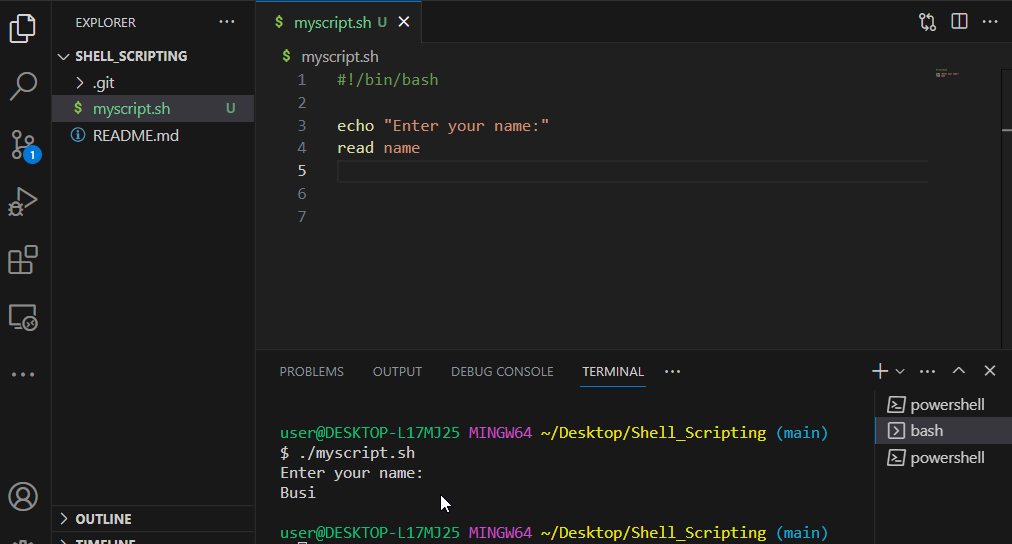 EXPLORER
SHELL_SCRIPTING
.git
$ myscript.sh U
README.md
OUTLINE
TIMELINE
1
$ myscript.sh U
$ myscript.sh
1 #!/bin/bash
2
3 echo "Enter your name:"
4 read name
5
6
7
PROBLEMS OUTPUT DEBUG CONSOLE TERMINAL
user@DESKTOP-L17MJ25 MINGW64 ~/Desktop/Shell_Scripting (main)
$ ./myscript.sh
Enter your name:
Busi
user@DESKTOP-L17MJ25 MINGW64 ~/Desktop/Shell_Scripting (main)
powershell
bash
powershell